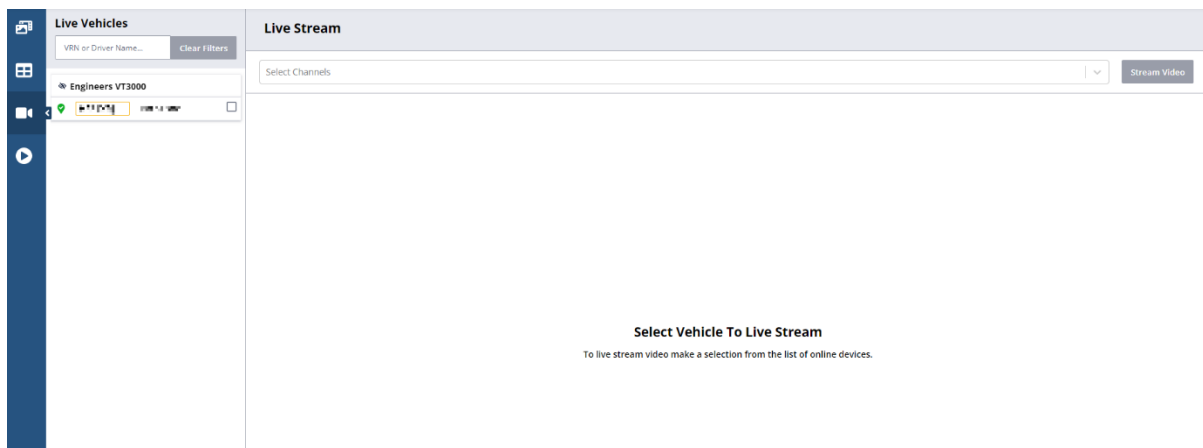 Live Vehicles
VRN or Driver Name...
Clear Filters
Engineers VT3000
Live Stream
Select Channels
Stream Video
Select Vehicle To Live Stream
To live stream video make a selection from the list of online devices.